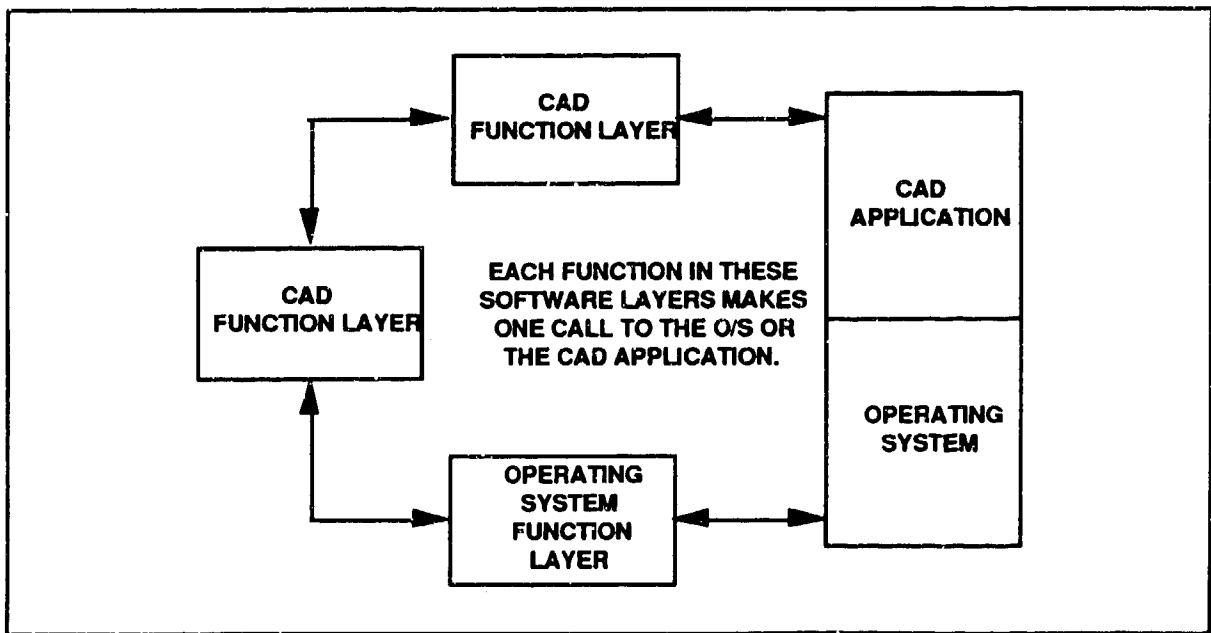 CAD
FUNCTION LAYER
CAD
APPLICATION
CAD
FUNCTION LAYER
EACH FUNCTION IN THESE
SOFTWARE LAYERS MAKES
ONE CALL TO THE O/S OR
THE CAD APPLICATION.
OPERATING
SYSTEM
OPERATING
SYSTEM
FUNCTION
LAYER